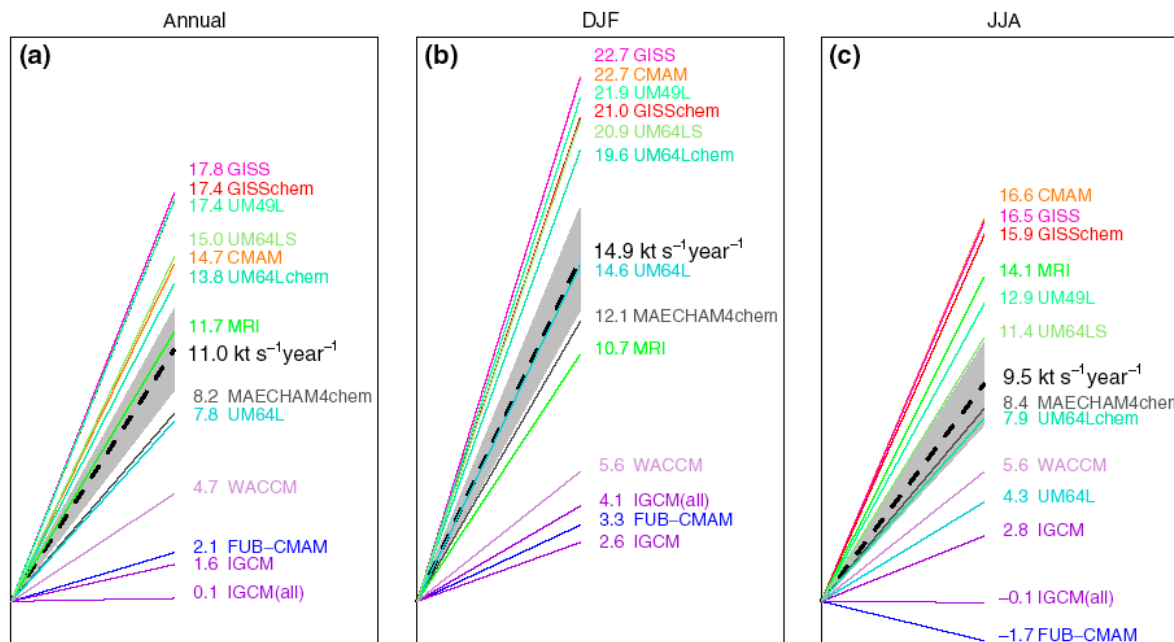 Annual
(a)
17.8 GISS
17.4 GISSchem
17.4 UM49L
15.0 UM64LS
14.7 CMAM
13.8 UM64Lchem
11.7 MRI
11.0 kt s⁻¹year⁻¹
8.2 MAECHAM4chem
7.8 UM64L
4.7 WACCM
2.1 FUB−CMAM
1.6 IGCM
0.1 IGCM(all)
DJF
(b)
22.7 GISS
22.7 CMAM
21.9 UM49L
21.0 GISSchem
20.9 UM64LS
19.6 UM64Lchem
14.9 kt s⁻¹year⁻¹
14.6 UM64L
12.1 MAECHAM4chem
10.7 MRI
5.6 WACCM
4.1 IGCM(all)
3.3 FUB−CMAM
2.6 IGCM
JJA
(c)
16.6 CMAM
16.5 GISS
15.9 GISSchem
14.1 MRI
12.9 UM49L
11.4 UM64LS
9.5 kt s⁻¹year⁻¹
8.4 MAECHAM4chem
7.9 UM64Lchem
5.6 WACCM
4.3 UM64L
2.8 IGCM
−0.1 IGCM(all)
−1.7 FUB−CMAM